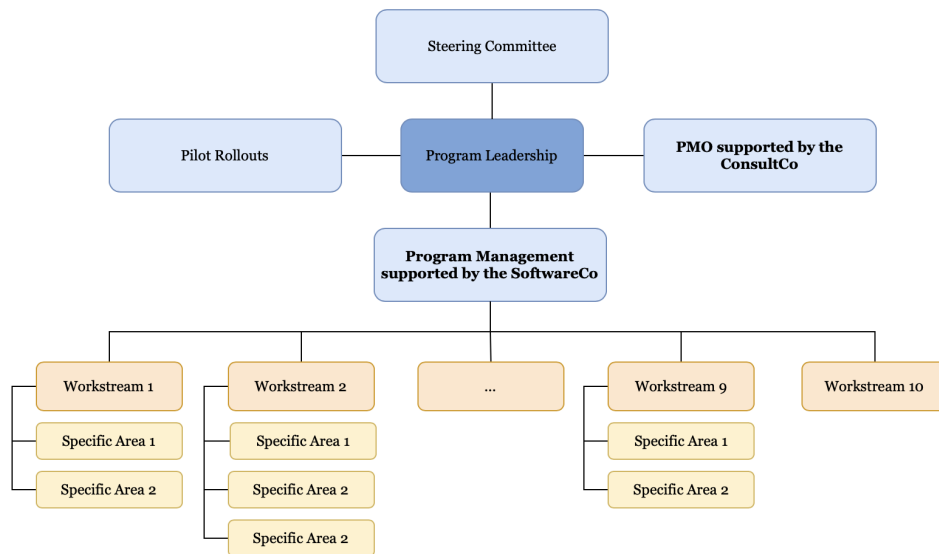 Steering Committee
Pilot Rollouts
Program Leadership
PMO supported by the
ConsultCo
Program Management
supported by the SoftwareCo
Workstream 1
Workstream 2
...
Workstream 9
Workstream 10
Specific Area 1
Specific Area 1
Specific Area 1
Specific Area 2
Specific Area 2
Specific Area 2
Specific Area 2